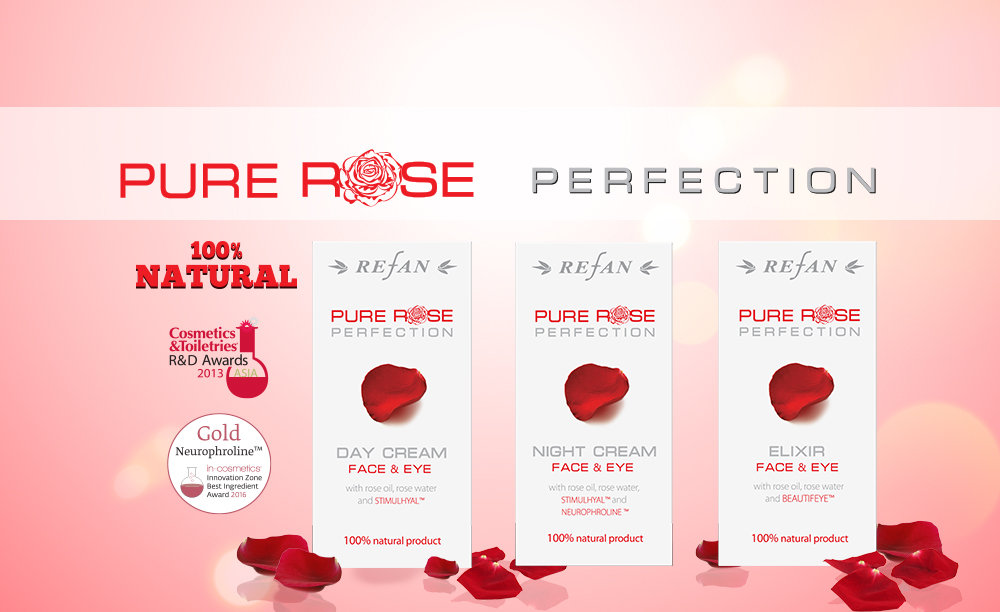 PURE ROSE PERFECTION
100%
NATURAL
Cosmetics
&Toiletries
R&D Awards
2013 ASIA
Gold
Neurophroline™
in-cosmetics
Innovation Zone
Best Ingredient
Award 2016
REfAN
PURE ROSE
PERFECTION
DAY CREAM
FACE & EYE
with rose oil, rose water
and STIMULHYAL™
100% natural product
REfAN
PURE ROSE
PERFECTION
NIGHT CREAM
FACE & EYE
with rose oil, rose water,
STIMULHYAL™ and
NEUROPHROLINE ™
100% natural product
REfAN
PURE ROSE
PERFECTION
ELIXIR
FACE & EYE
with rose oil, rose water
and BEAUTIFEYE™
100% natural product